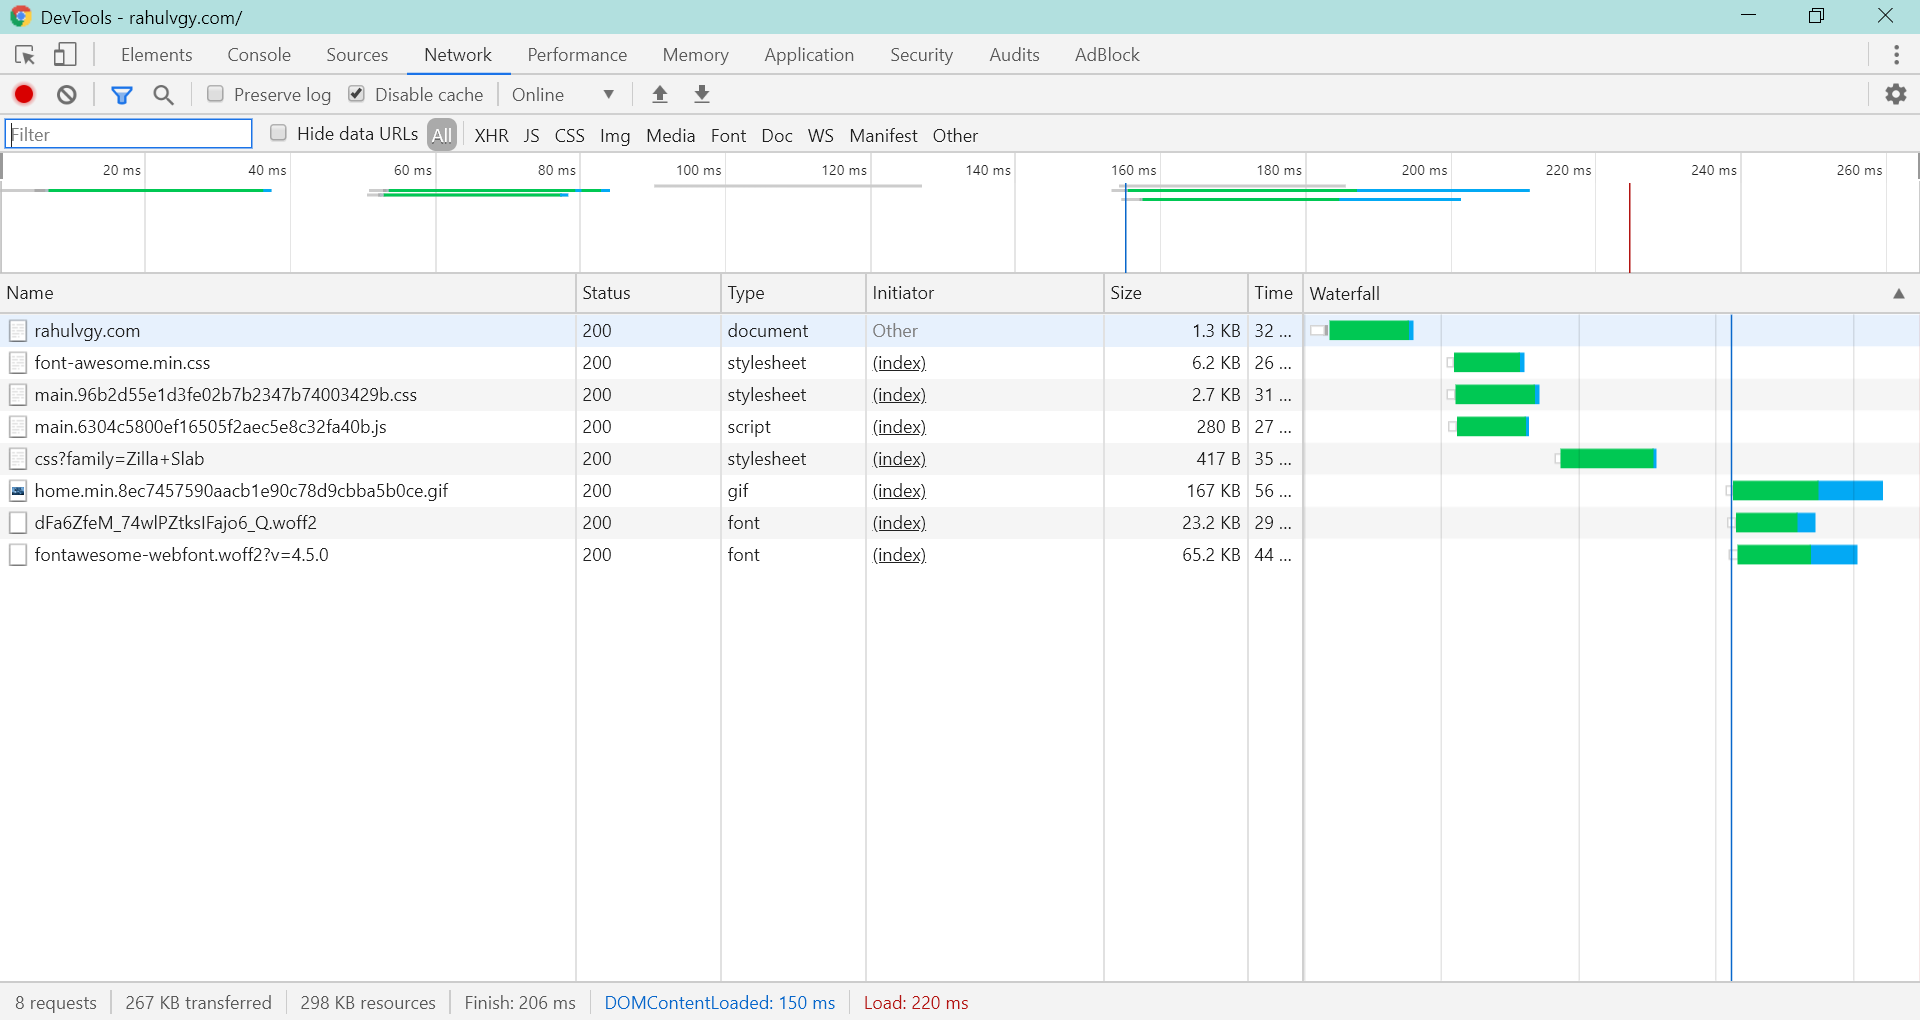 DevTools - rahulvgy.com/
Elements Console Sources Network Performance Memory Application Security Audits AdBlock
Preserve log Disable cache Online
Filter Hide data URLs All XHR JS CSS Img Media Font Doc WS Manifest Other
20 ms 40 ms 60 ms 80 ms 100 ms 120 ms 140 ms 160 ms 180 ms 200 ms 220 ms 240 ms 260 ms
Name Status Type Initiator Size Time Waterfall
rahulvgy.com 200 document Other 1.3 KB 32 ...
font-awesome.min.css 200 stylesheet (index) 6.2 KB 26 ...
main.96b2d55e1d3fe02b7b2347b74003429b.css 200 stylesheet (index) 2.7 KB 31 ...
main.6304c5800ef16505f2aec5e8c32fa40b.js 200 script (index) 280 B 27 ...
css?family=Zilla+Slab 200 stylesheet (index) 417 B 35 ...
home.min.8ec7457590aacb1e90c78d9cbba5b0ce.gif 200 gif (index) 167 KB 56 ...
dFa6ZfeM_74wlPZtksIFajo6_Q.woff2 200 font (index) 23.2 KB 29 ...
fontawesome-webfont.woff2?v=4.5.0 200 font (index) 65.2 KB 44 ...
8 requests 267 KB transferred 298 KB resources Finish: 206 ms DOMContentLoaded: 150 ms Load: 220 ms